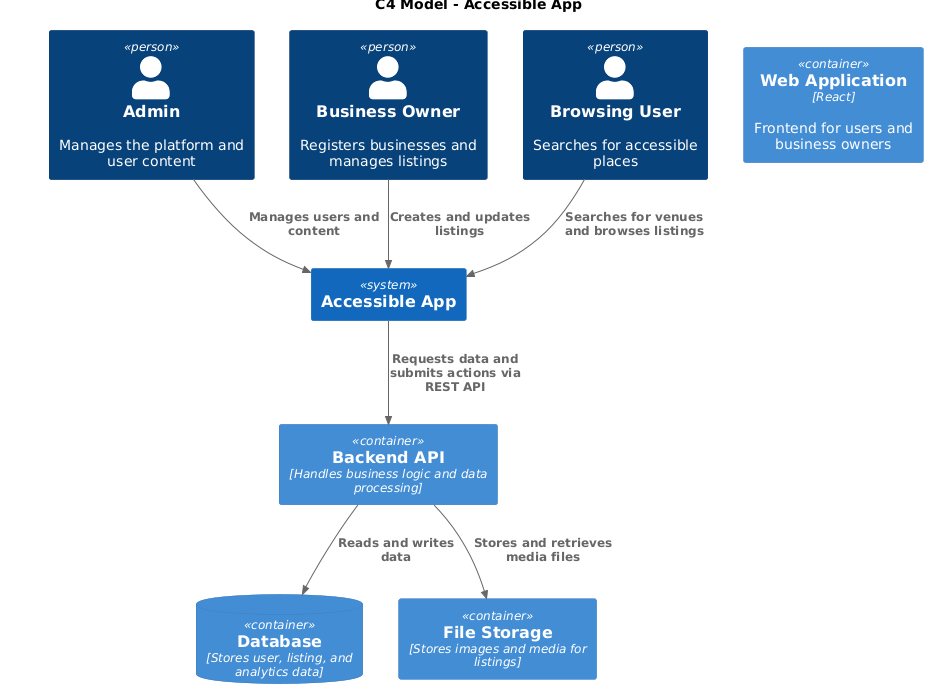 C4 Model - Accessible App
«person»
Admin
Manages the platform and
user content
«person»
Business Owner
Registers businesses and
manages listings
«person»
Browsing User
Searches for accessible
places
«container»
Web Application
[React]
Frontend for users and
business owners
Manages users and
content
Creates and updates
listings
Searches for venues
and browses listings
«system»
Accessible App
Requests data and
submits actions via
REST API
«container»
Backend API
[Handles business logic and data
processing]
Reads and writes
data
Stores and retrieves
media files
«container»
Database
[Stores user, listing, and
analytics data]
«container»
File Storage
[Stores images and media for
listings]